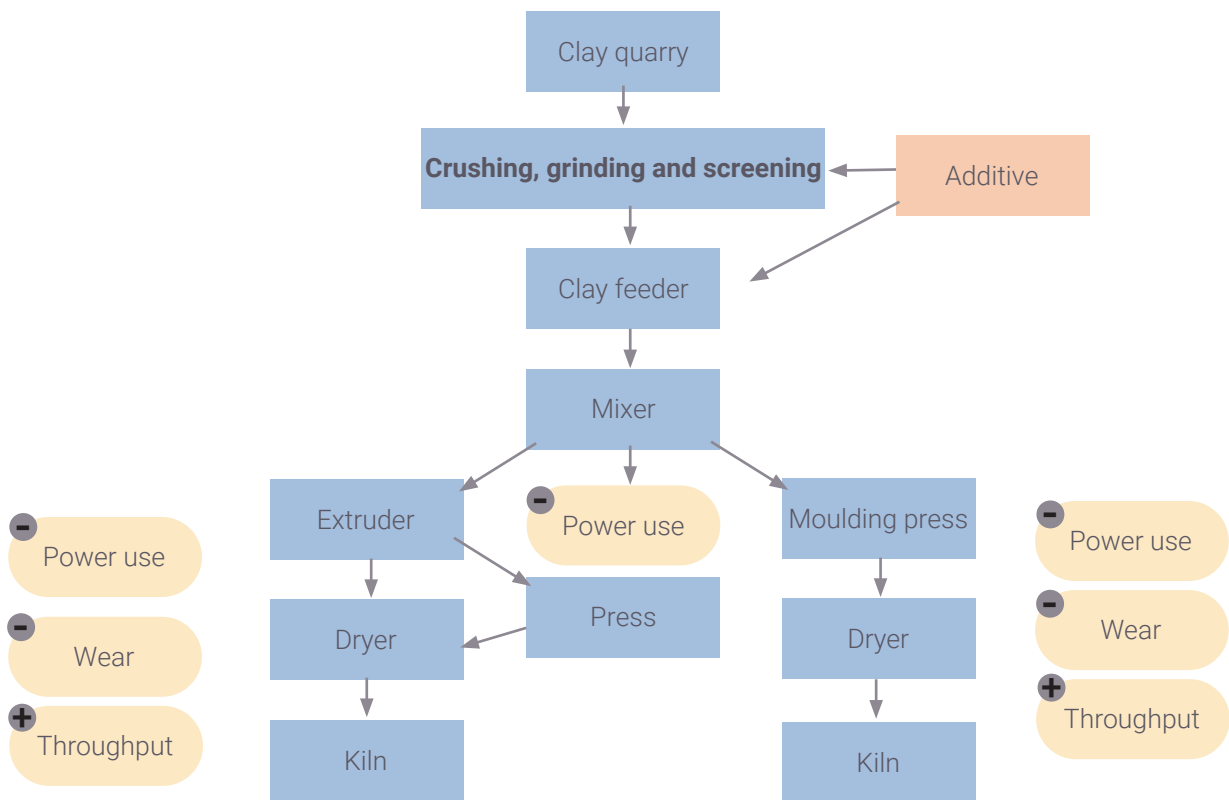 Clay quarry
Crushing, grinding and screening
Additive
Clay feeder
Mixer
Extruder
-
Power use
Moulding press
-
Power use
-
Power use
Press
Dryer
Dryer
-
Wear
-
Wear
+
Throughput
+
Throughput
Kiln
Kiln